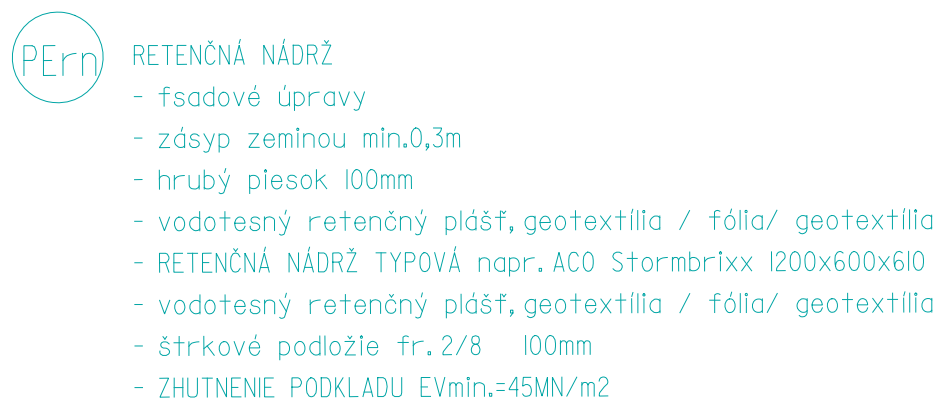 PErn
RETENČNÁ NÁDRŽ
- fsadové úpravy
- zásyp zeminou min.0,3m
- hrubý piesok 100mm
- vodotesný retenčný plášť, geotextília / fólia/ geotextília
- RETENČNÁ NÁDRŽ TYPOVÁ napr. ACO Stormbrixx 1200x600x610
- vodotesný retenčný plášť, geotextília / fólia/ geotextília
- štrkové podložie fr. 2/8 100mm
- ZHUTNENIE PODKLADU EVmin.=45MN/m2